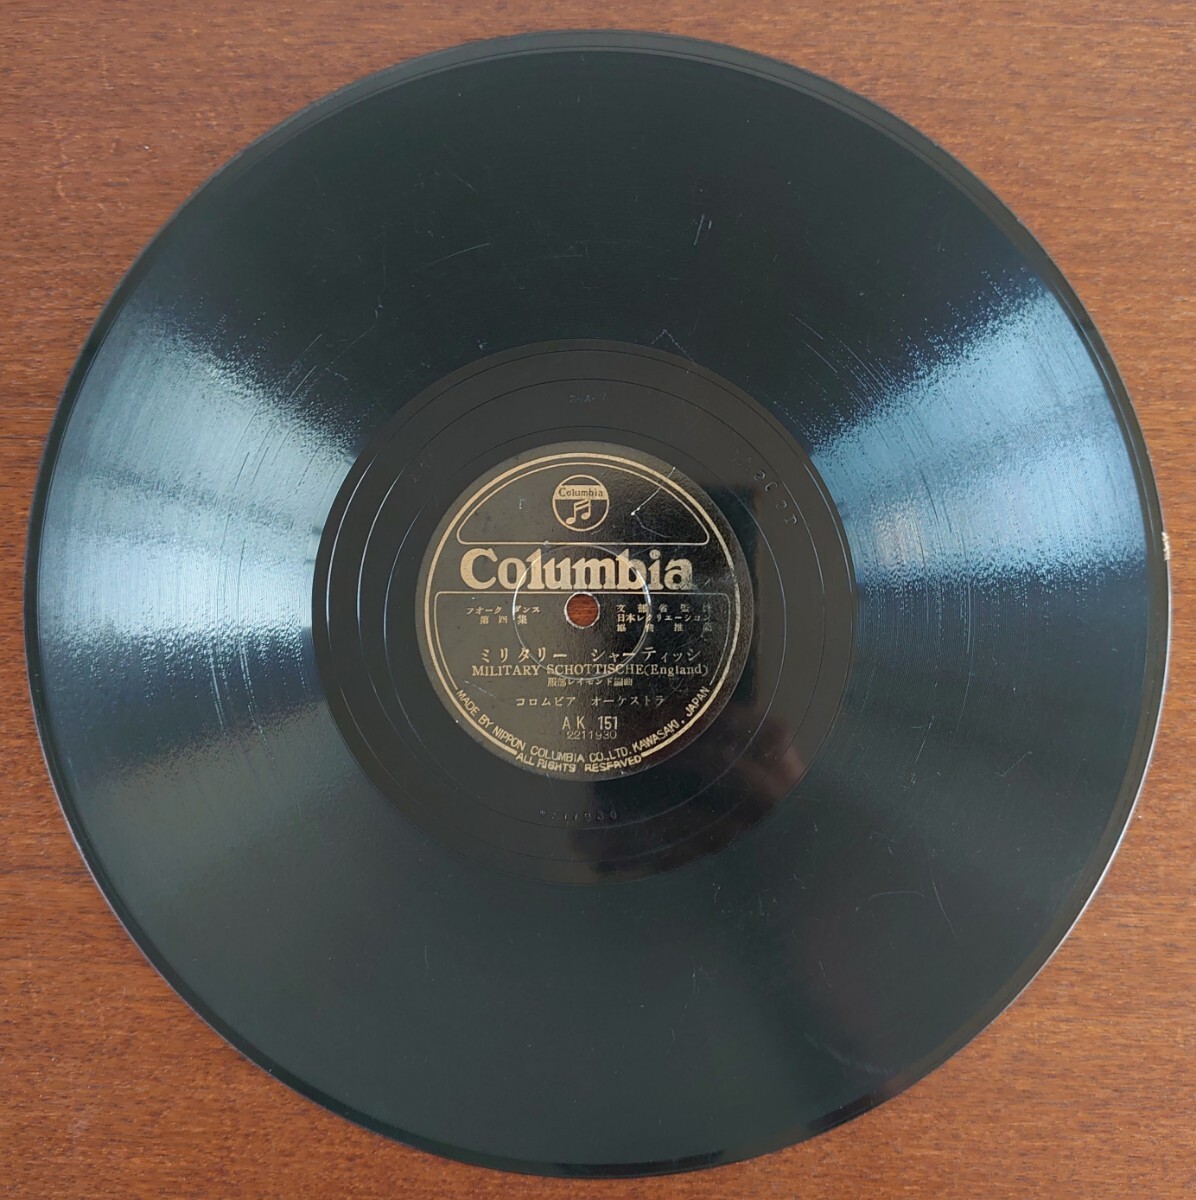 Columbia
Columbia
フオーク ダンス
第四集
文部省監修
日本レクリエーション
協会推薦
ミリタリー シャーティッシ
MILITARY SCHOTTISCHE (England)
服部レイモンド編曲
コロムビア オーケストラ
AK 151
2211930
MADE BY NIPPON COLUMBIA CO., LTD. KAWASAKI, JAPAN
ALL RIGHTS RESERVED